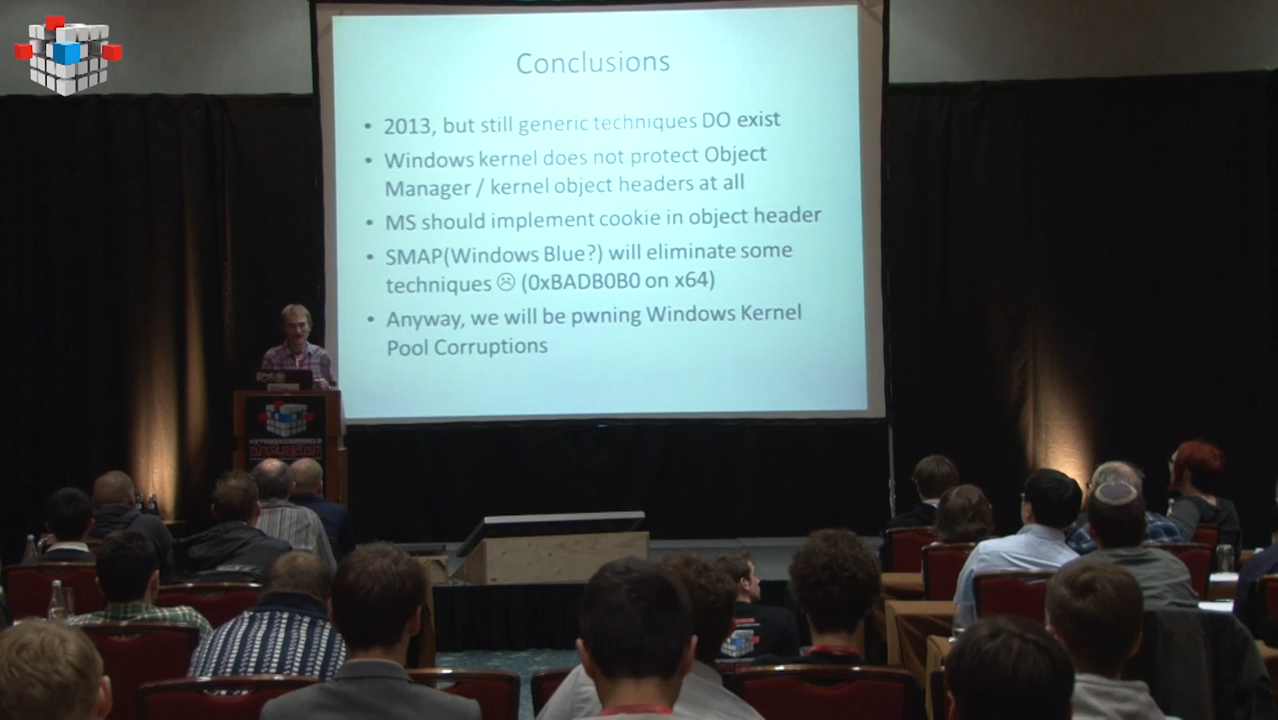 Conclusions
• 2013, but still generic techniques DO exist
• Windows kernel does not protect Object
Manager / kernel object headers at all
• MS should implement cookie in object header
• SMAP(Windows Blue?) will eliminate some
techniques ☹ (0xBADB0B0 on x64)
• Anyway, we will be pwning Windows Kernel
Pool Corruptions